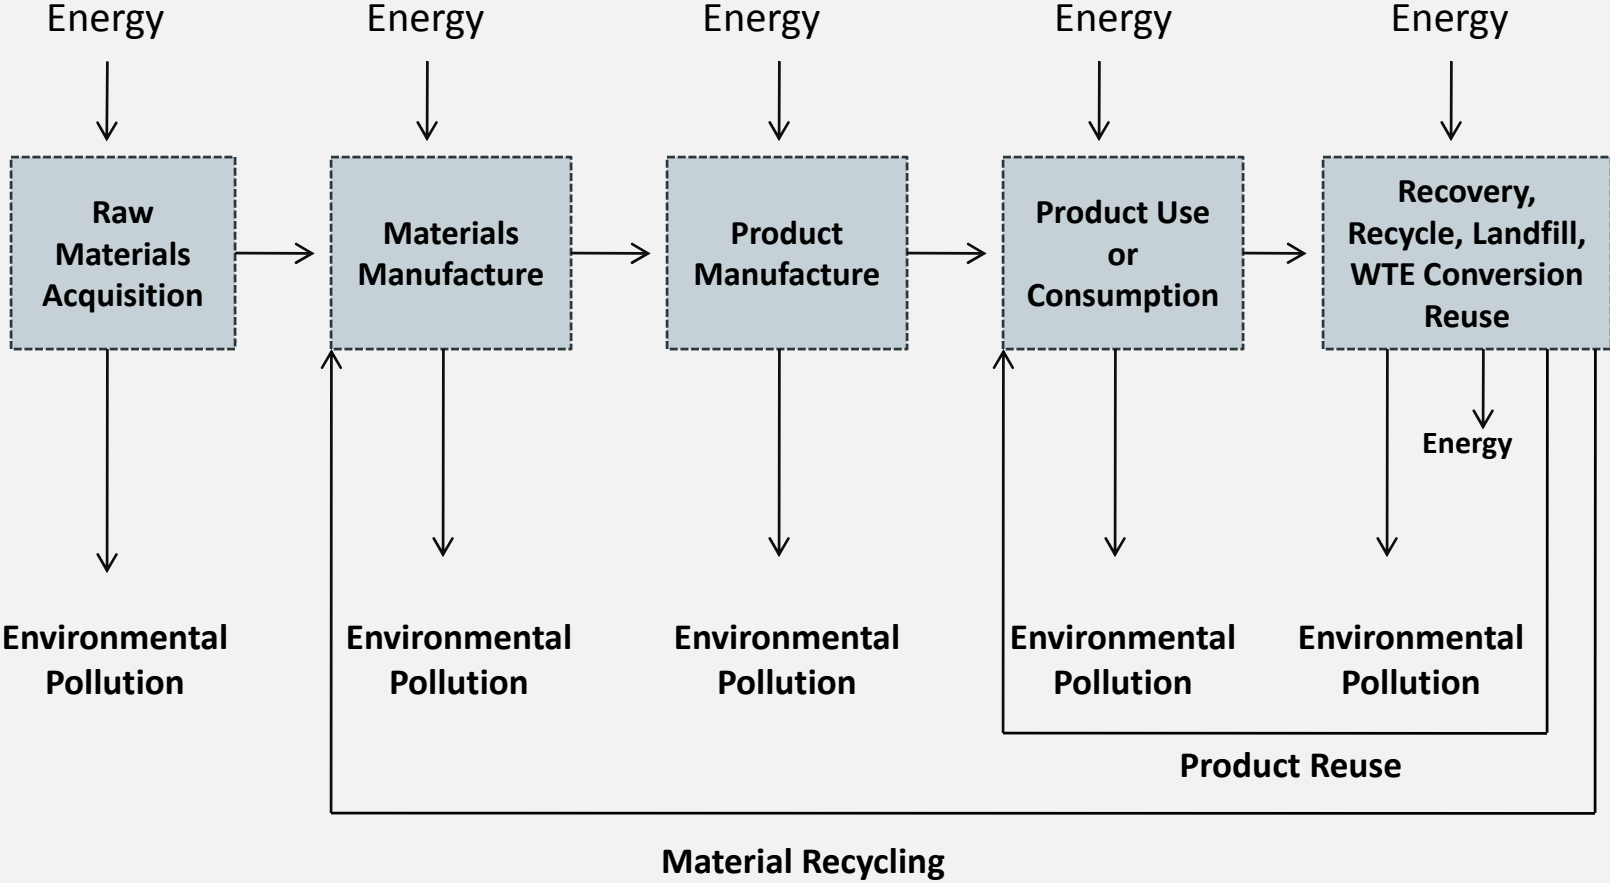 Energy
Energy
Energy
Energy
Energy
Raw
Materials
Acquisition
Materials
Manufacture
Product
Manufacture
Product Use
or
Consumption
Recovery,
Recycle, Landfill,
WTE Conversion
Reuse
Energy
Environmental
Pollution
Environmental
Pollution
Environmental
Pollution
Environmental
Pollution
Environmental
Pollution
Product Reuse
Material Recycling